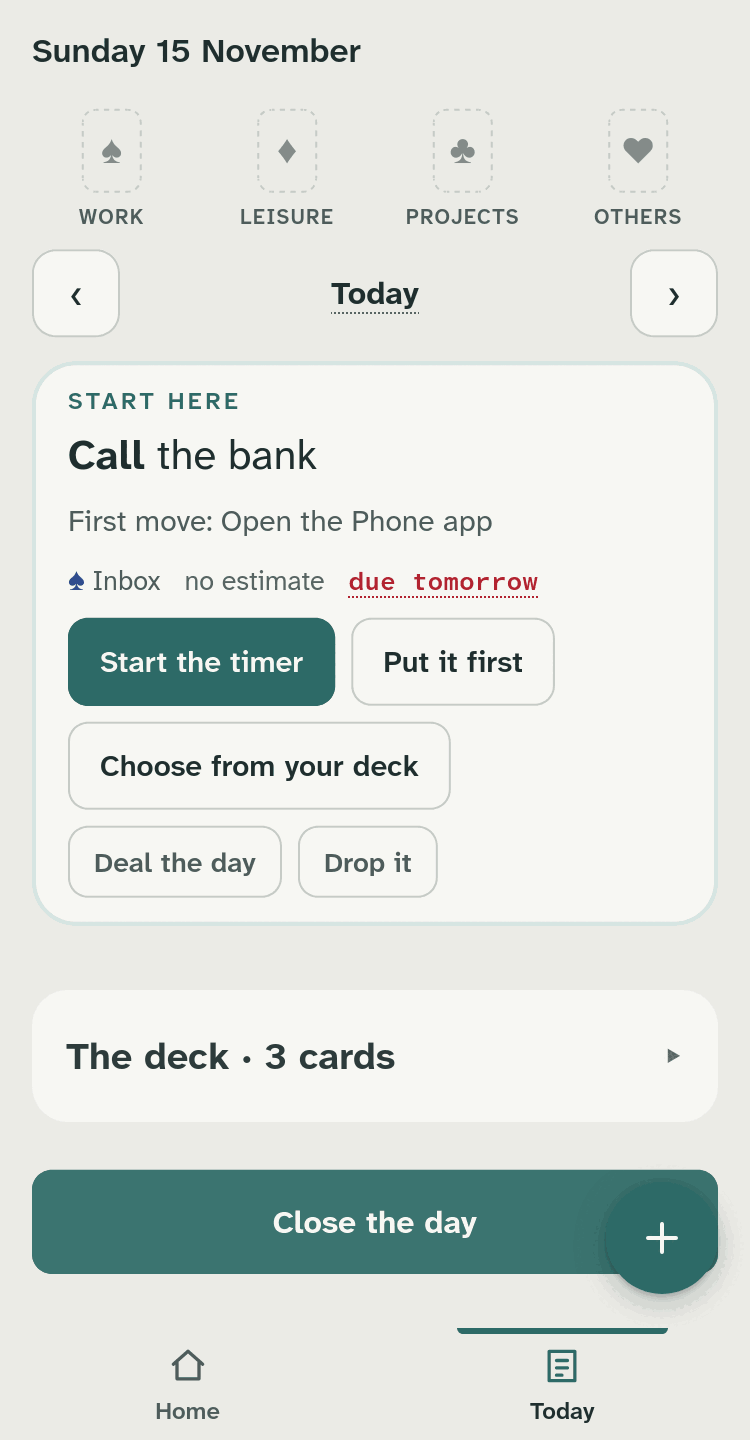 Sunday 15 November
WORK LEISURE PROJECTS OTHERS
‹ Today ›
START HERE
Call the bank
First move: Open the Phone app
♠ Inbox no estimate due tomorrow
Start the timer Put it first
Choose from your deck
Deal the day Drop it
The deck · 3 cards
Close the day
Home Today